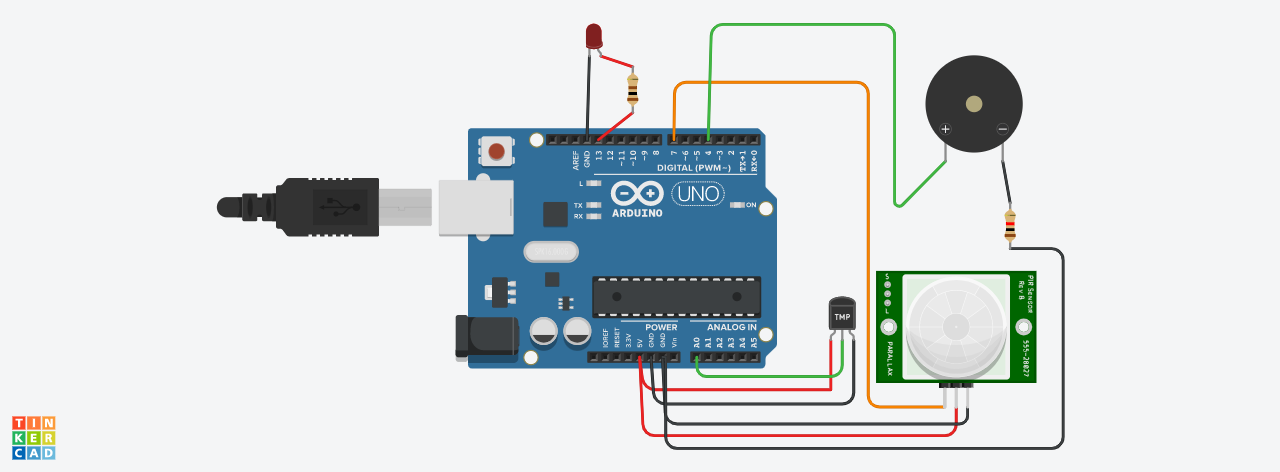 AREF
GND
13
12
~11
~10
~9
8
7
~6
~5
4
~3
2
TX→1
RX←0
DIGITAL (PWM~)
L
TX
RX
ARDUINO
UNO
ON
+
−
TMP
S
L
PARALLAX
PIR Sensor
Rev B
555-28027
POWER
ANALOG IN
IOREF
RESET
3.3V
5V
GND
GND
Vin
A0
A1
A2
A3
A4
A5
TIN
KER
CAD